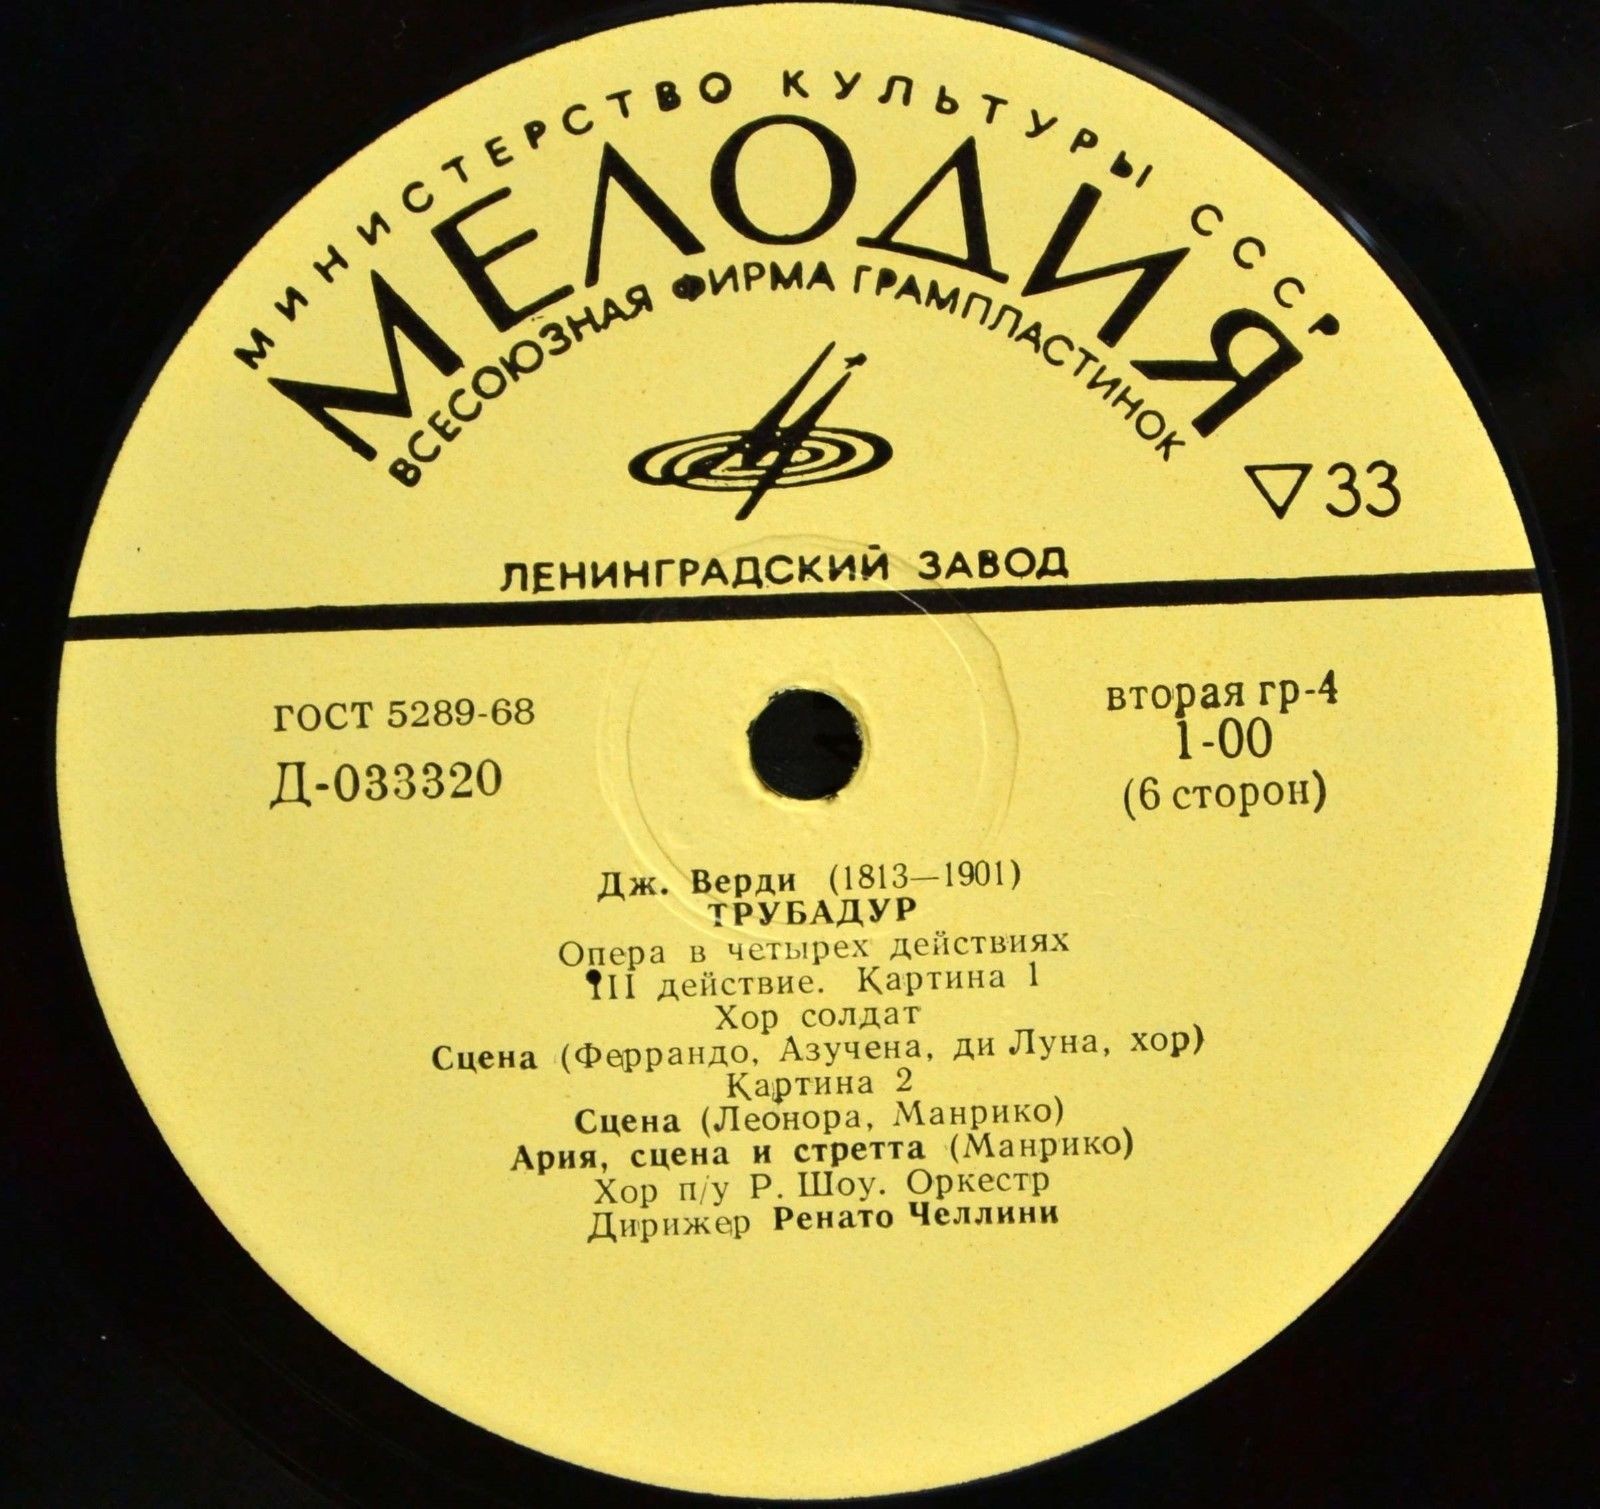 МИНИСТЕРСТВО КУЛЬТУРЫ СССР
МЕЛОДИЯ
ВСЕСОЮЗНАЯ ФИРМА ГРАМПЛАСТИНОК
33
ЛЕНИНГРАДСКИЙ ЗАВОД
ГОСТ 5289-68
Д-033320
вторая гр-4
1-00
(6 сторон)
Дж. Верди (1813—1901)
ТРУБАДУР
Опера в четырех действиях
III действие. Картина 1
Хор солдат
Сцена (Феррандо, Азучена, ди Луна, хор)
Картина 2
Сцена (Леонора, Манрико)
Ария, сцена и стретта (Манрико)
Хор п/у Р. Шоу. Оркестр
Дирижер Ренато Челлини